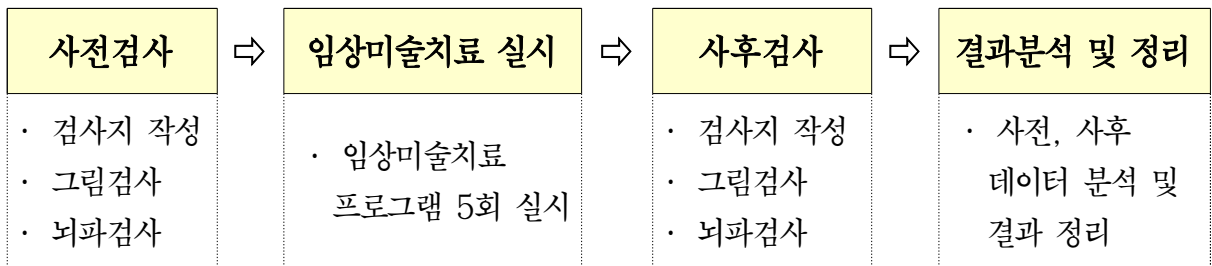 사전검사 ⇨ 임상미술치료 실시 ⇨ 사후검사 ⇨ 결과분석 및 정리
· 검사지 작성
· 그림검사
· 뇌파검사
· 임상미술치료
프로그램 5회 실시
· 검사지 작성
· 그림검사
· 뇌파검사
· 사전, 사후
데이터 분석 및
결과 정리